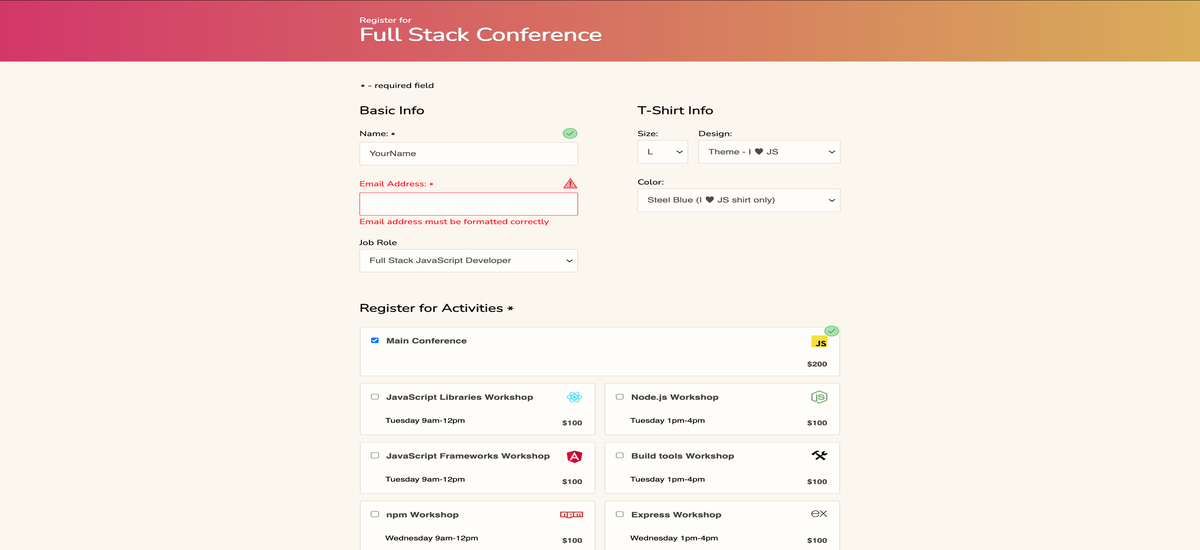 Register for
Full Stack Conference
* - required field
Basic Info
Name: *
YourName
Email Address: *
Email address must be formatted correctly
Job Role
Full Stack JavaScript Developer
T-Shirt Info
Size:
Design:
L
Theme - I ♥ JS
Color:
Steel Blue (I ♥ JS shirt only)
Register for Activities *
Main Conference
JS
$200
JavaScript Libraries Workshop
Tuesday 9am-12pm
$100
Node.js Workshop
JS
Tuesday 1pm-4pm
$100
JavaScript Frameworks Workshop
A
Tuesday 9am-12pm
$100
Build tools Workshop
Tuesday 1pm-4pm
$100
npm Workshop
npm
Wednesday 9am-12pm
$100
Express Workshop
ex
Wednesday 1pm-4pm
$100